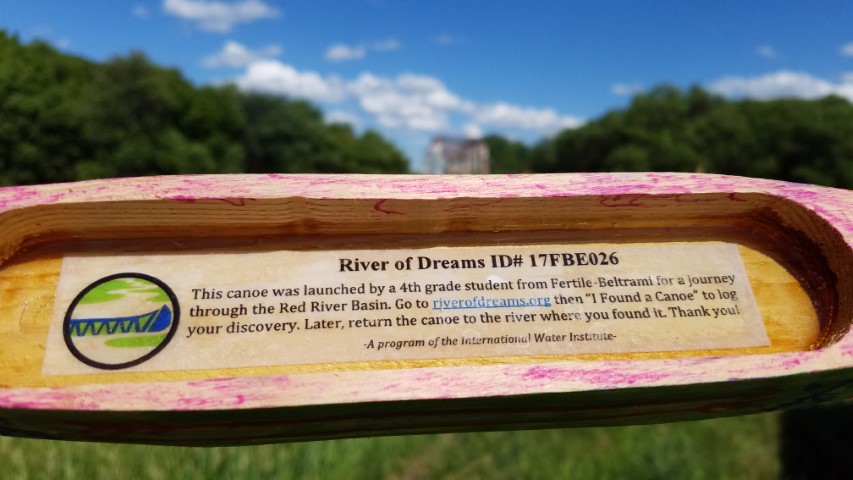 River of Dreams ID# 17FBE026
This canoe was launched by a 4th grade student from Fertile-Beltrami for a journey
through the Red River Basin. Go to riverofdreams.org then "I Found a Canoe" to log
your discovery. Later, return the canoe to the river where you found it. Thank you!
-A program of the International Water Institute-